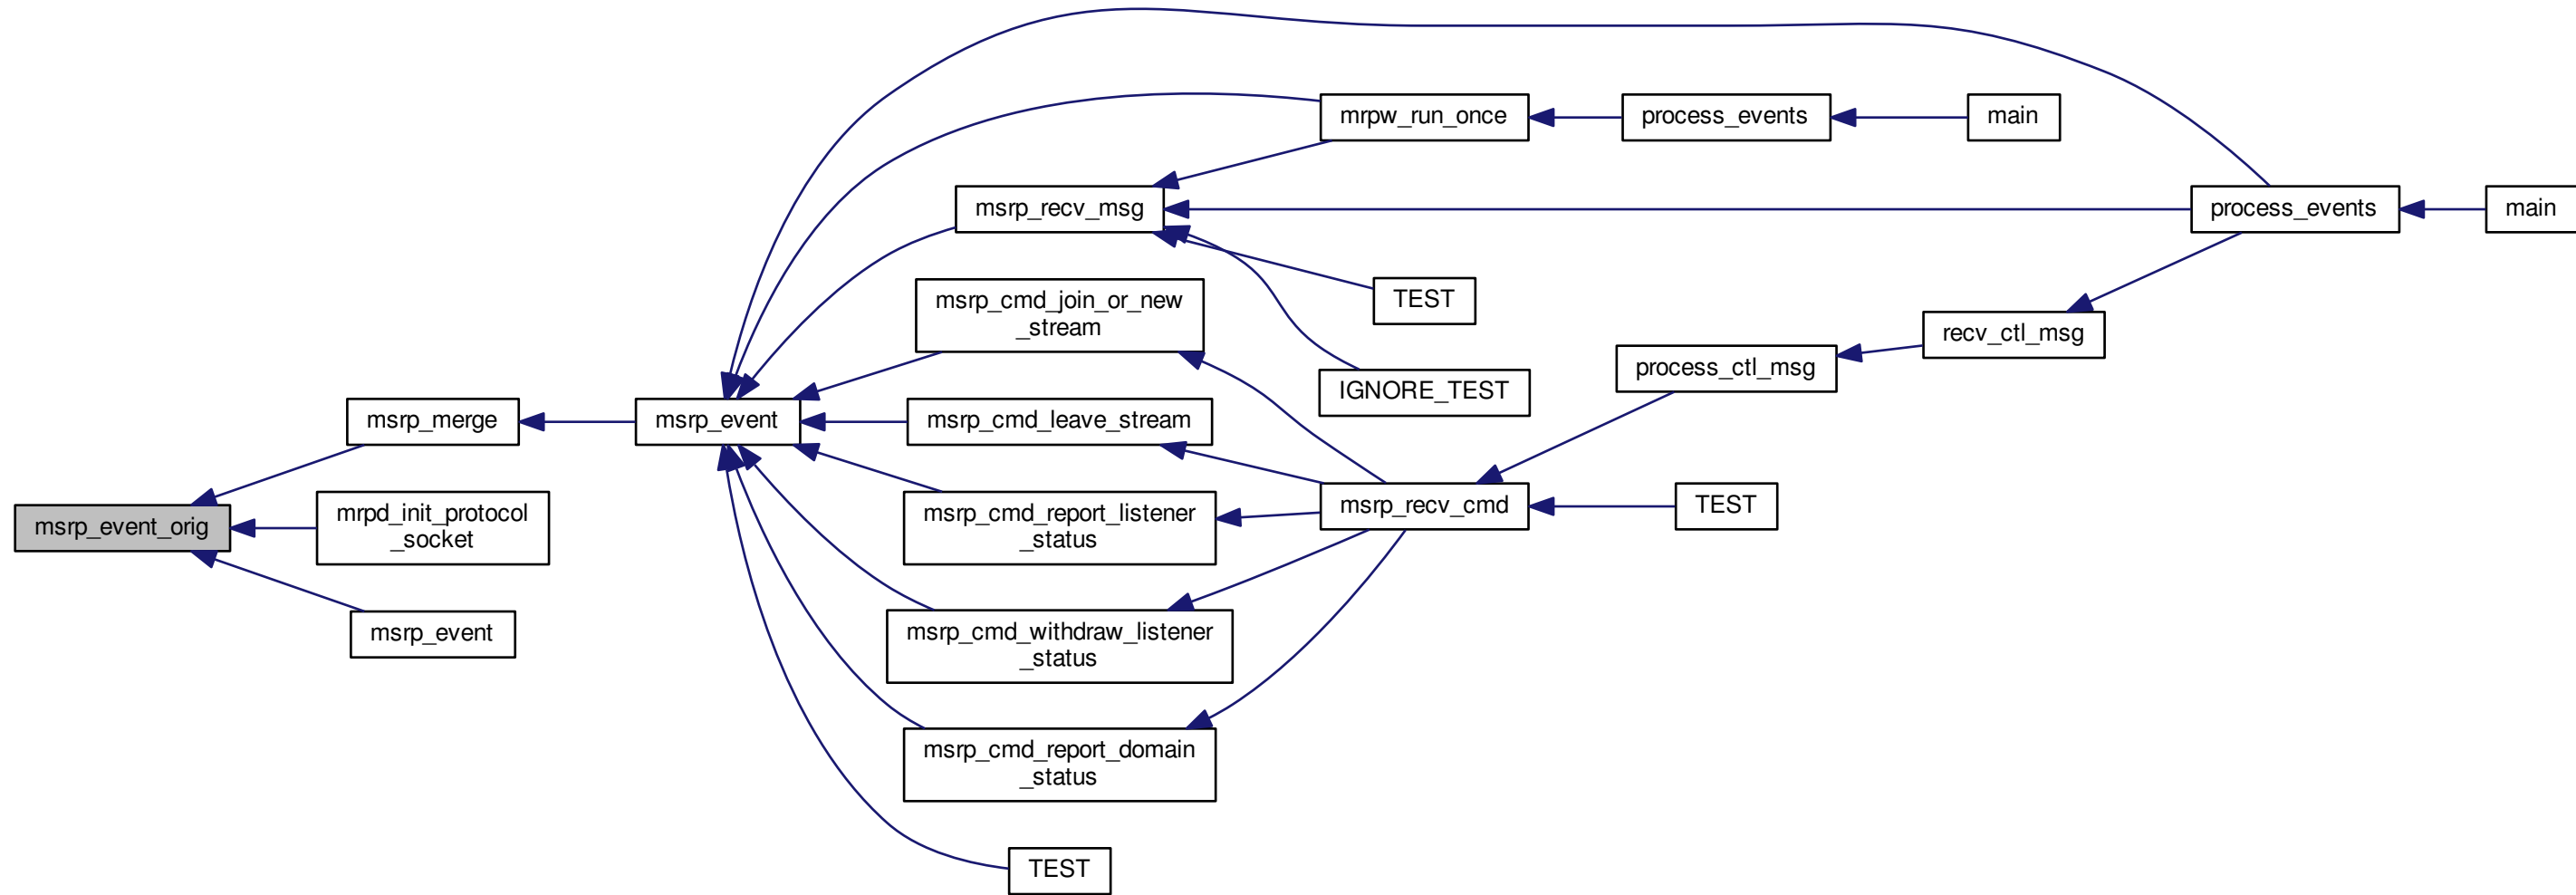 mrpw_run_once
process_events
main
msrp_recv_msg
process_events
main
msrp_cmd_join_or_new
_stream
TEST
recv_ctl_msg
process_ctl_msg
IGNORE_TEST
msrp_merge
msrp_event
msrp_cmd_leave_stream
msrp_event_orig
mrpd_init_protocol
_socket
msrp_cmd_report_listener
_status
msrp_recv_cmd
TEST
msrp_event
msrp_cmd_withdraw_listener
_status
msrp_cmd_report_domain
_status
TEST